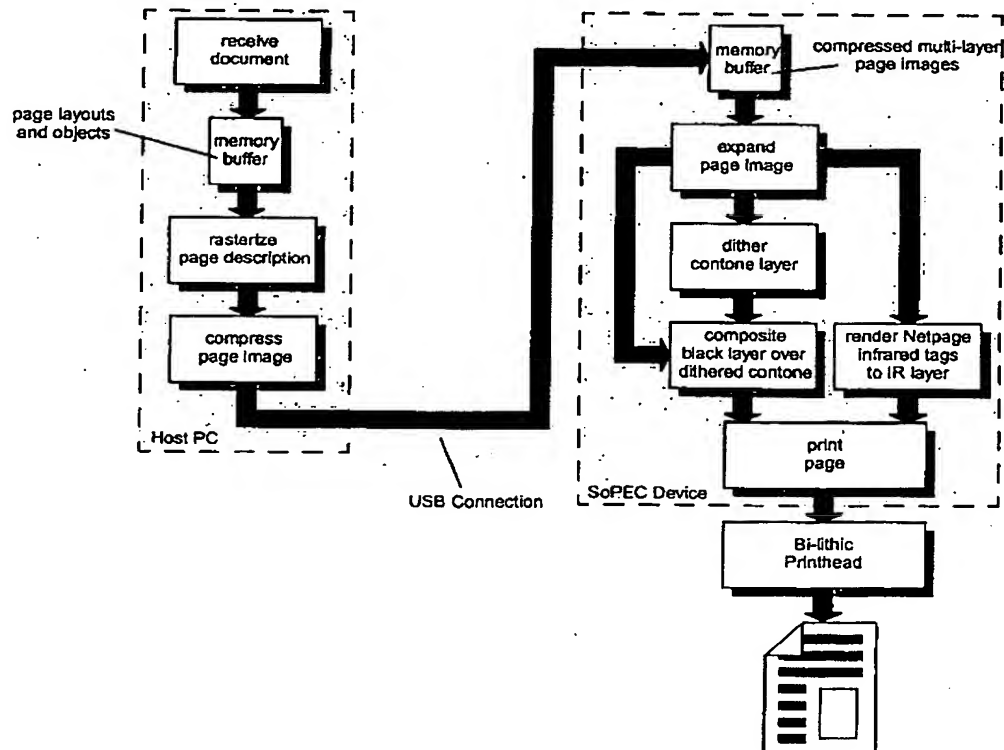 receive
document
page layouts
and objects
memory
buffer
rasterize
page description
compress
page image
Host PC
USB Connection
memory
buffer
compressed multi-layer
page images
expand
page image
dither
contone layer
composite
black layer over
dithered contone
render Netpage
infrared tags
to IR layer
print
page
SoPEC Device
Bi-lithic
Printhead